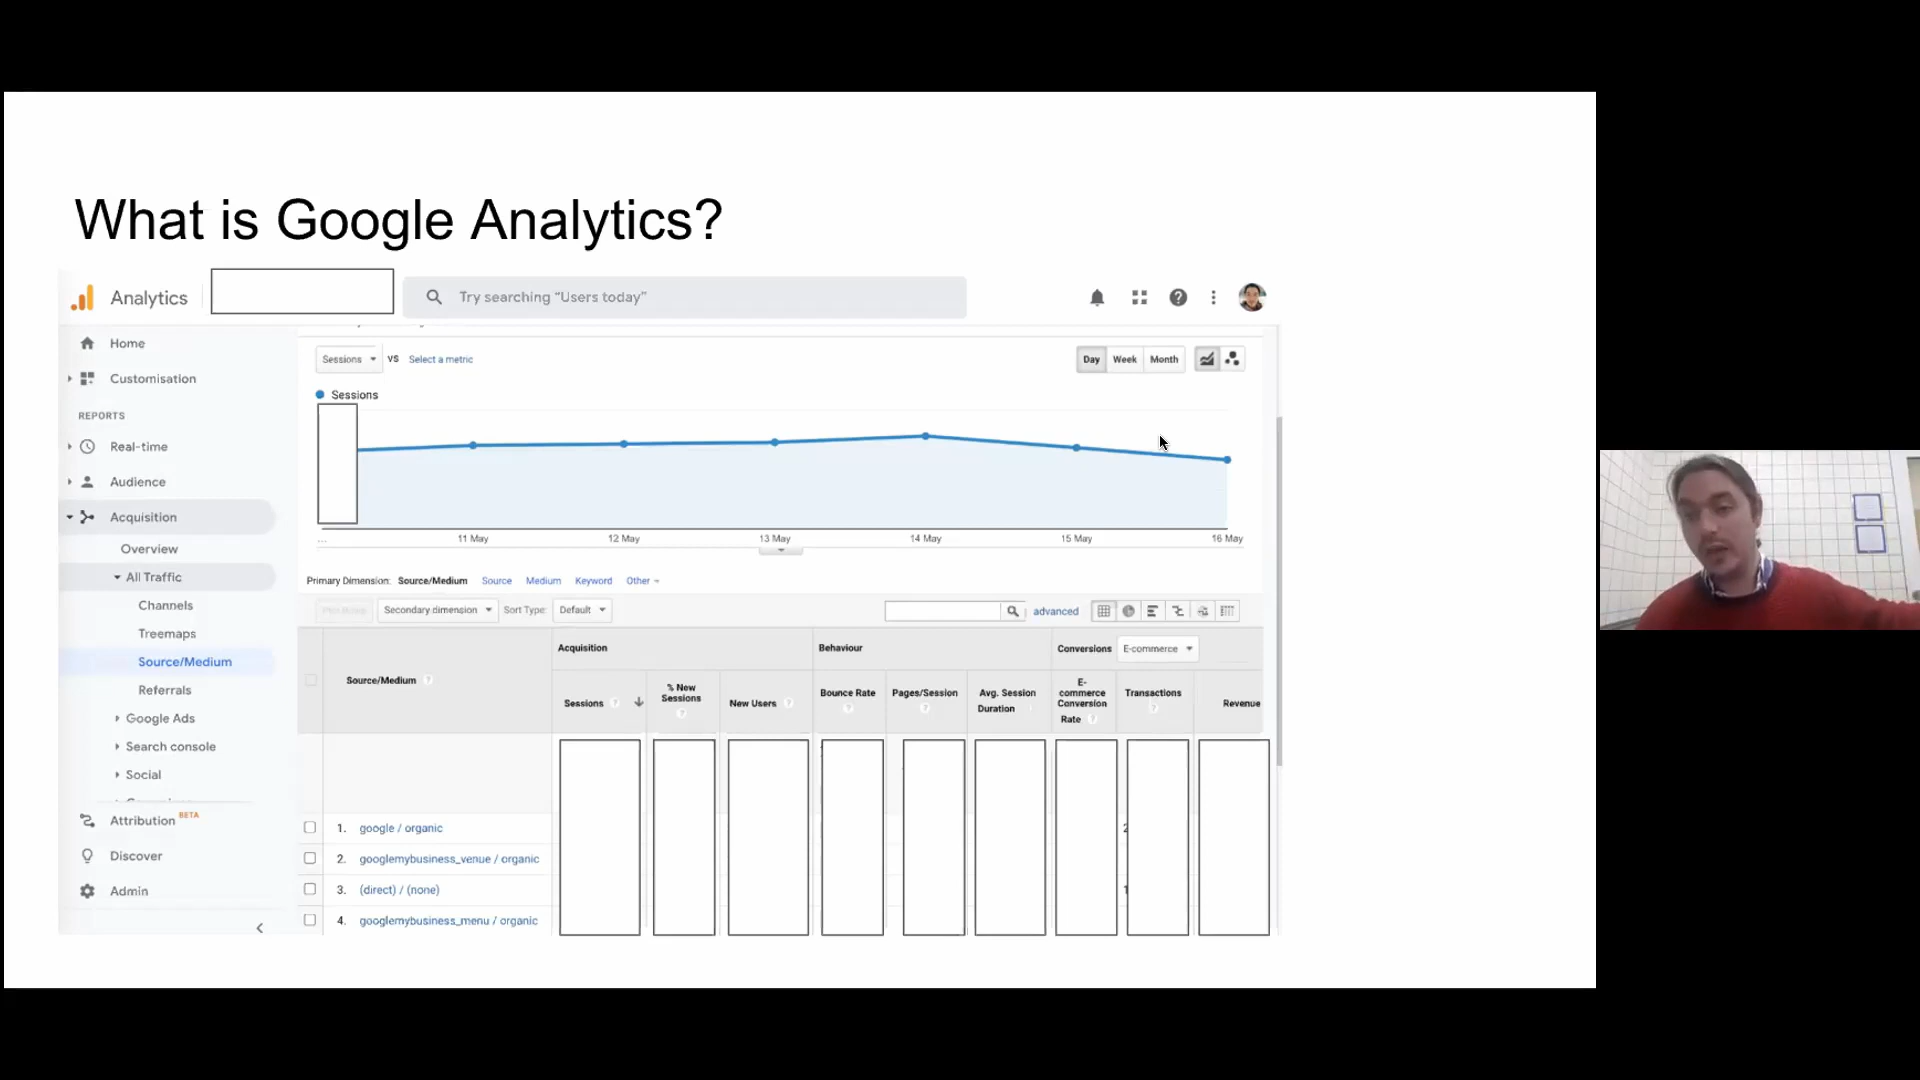 What is Google Analytics?
Analytics
Try searching “Users today”
Home
Customisation
REPORTS
Real-time
Audience
Acquisition
Overview
All Traffic
Channels
Treemaps
Source/Medium
Referrals
Google Ads
Search console
Social
Attribution BETA
Discover
Admin
Sessions VS Select a metric
Day Week Month
Sessions
... 11 May 12 May 13 May 14 May 15 May 16 May
Primary Dimension: Source/Medium Source Medium Keyword Other
Secondary dimension Sort Type: Default advanced
Acquisition Behaviour Conversions E-commerce
Source/Medium ? Sessions ? % New Sessions ? New Users ? Bounce Rate ? Pages/Session ? Avg. Session Duration E-commerce Conversion Rate ? Transactions ? Revenue
1. google / organic
2. googlemybusiness_venue / organic
3. (direct) / (none)
4. googlemybusiness_menu / organic